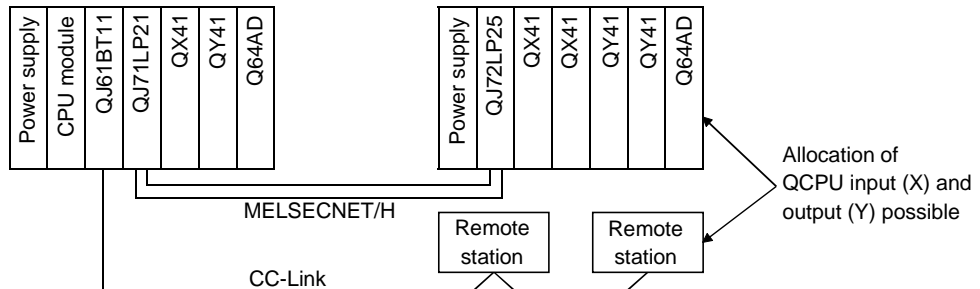 Power supply
CPU module
QJ61BT11
QJ71LP21
QX41
QY41
Q64AD
Power supply
QJ72LP25
QX41
QX41
QY41
QY41
Q64AD
Allocation of
QCPU input (X) and
output (Y) possible
MELSECNET/H
Remote
station
Remote
station
CC-Link